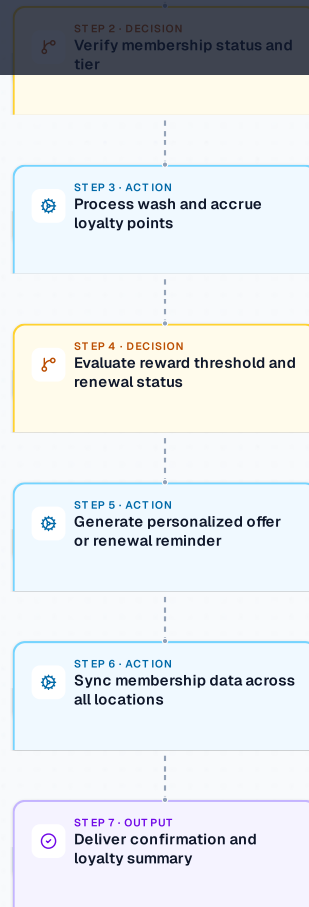 STEP 2 · DECISION
Verify membership status and
tier
STEP 3 · ACTION
Process wash and accrue
loyalty points
STEP 4 · DECISION
Evaluate reward threshold and
renewal status
STEP 5 · ACTION
Generate personalized offer
or renewal reminder
STEP 6 · ACTION
Sync membership data across
all locations
STEP 7 · OUTPUT
Deliver confirmation and
loyalty summary